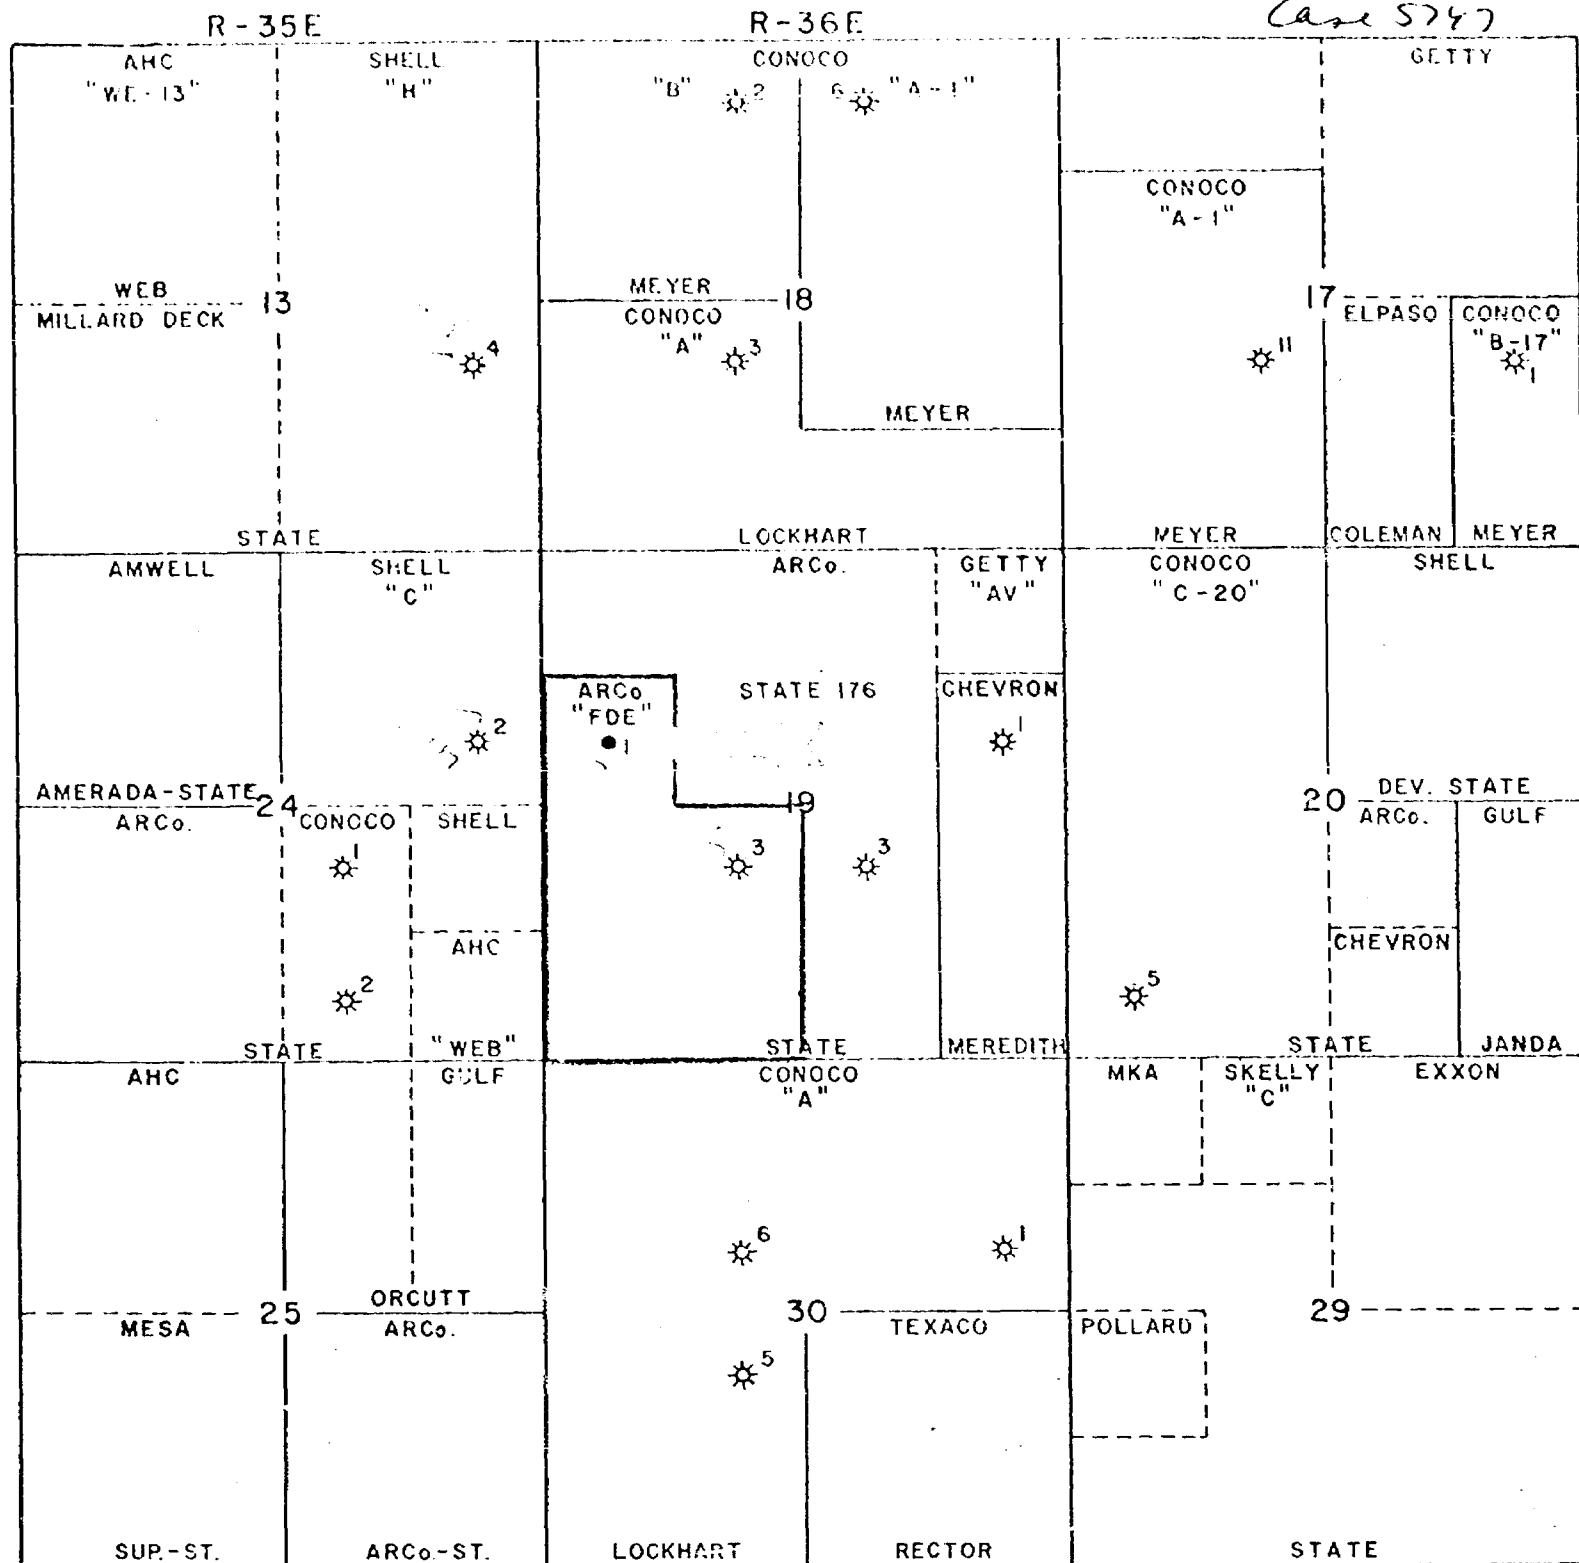 R-35E
R-36E
Case 5747
AHC
"WE-13"
SHELL
"H"
CONOCO
"B"
2
6
"A-1"
GETTY
CONOCO
"A-1"
WEB
13
MILLARD DECK
4
MEYER
18
CONOCO
"A"
3
MEYER
17
ELPASO
CONOCO
"B-17"
11
1
STATE
LOCKHART
MEYER
COLEMAN
MEYER
AMWELL
SHELL
"C"
ARCo.
GETTY
"AV"
CONOCO
"C-20"
SHELL
ARCo
"FDE"
1
STATE 176
CHEVRON
1
2
AMERADA-STATE
24
19
20
DEV. STATE
ARCo.
CONOCO
SHELL
ARCo.
GULF
1
3
3
AHC
CHEVRON
2
5
STATE
"WEB"
STATE
MEREDITH
STATE
JANDA
AHC
GULF
CONOCO
"A"
MKA
SKELLY
"C"
EXXON
6
1
ORCUTT
25
30
29
MESA
ARCo.
TEXACO
POLLARD
5
SUP.-ST.
ARCo.-ST.
LOCKHART
RECTOR
STATE